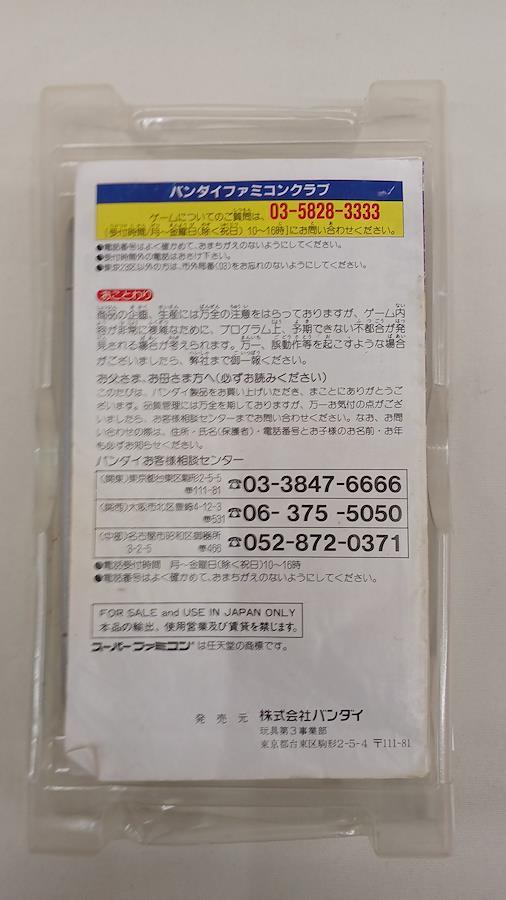 バンダイファミコンクラブ
ゲームについてのご質問は、03-5828-3333
(受付時間/月〜金曜日(除く祝日)10〜16時)にお問い合わせください。
●電話番号はよく確かめて、おまちがえのないようにしてください。
●受付時間外の電話はおさけ下さい。
●東京23区以外の方は、市外局番(03)をお忘れのないようにしてください。
おことわり
商品の企画、生産には万全の注意をはらっておりますが、ゲーム内
容が非常に複雑なために、プログラム上、予期できない不都合が発
見される場合が考えられます。万一、誤動作等を起こすような場合
がございましたら、弊社まで御一報ください。
お父さま、お母さま方へ(必ずお読みください)
このたびは、バンダイ製品をお買い上げいただき、まことにありがとうご
ざいます。品質管理には万全を期しておりますが、万一お気付の点がござ
いましたら、お客様相談センターまでお問い合わせください。なお、お問
い合わせの際は、住所・氏名(保護者)・電話番号とお子様のお名前・お年
も必ずお知らせください。
バンダイお客様相談センター
(関東)東京都台東区駒形2-5-5
〒111-81
☎03-3847-6666
(関西)大阪市北区豊崎4-12-3
〒531
☎06-375-5050
(中部)名古屋市昭和区御器所
3-2-5 〒466
☎052-872-0371
●電話受付時間 月〜金曜日(除く祝日)10〜16時
●電話番号はよく確かめて、おまちがえのないようにしてください。
FOR SALE and USE IN JAPAN ONLY
本品の輸出、使用営業及び賃貸を禁じます。
スーパーファミコンは任天堂の商標です。
発売元 株式会社バンダイ
玩具第3事業部
東京都台東区駒形2-5-4 〒111-81